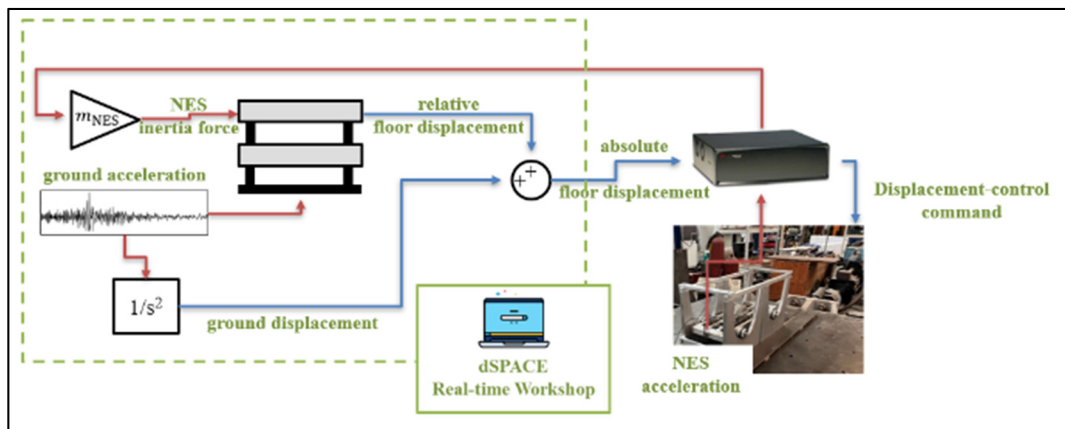 m_NES
NES
inertia force
relative
floor displacement
ground acceleration
absolute
floor displacement
Displacement-control
command
1/s²
ground displacement
dSPACE
Real-time Workshop
NES
acceleration